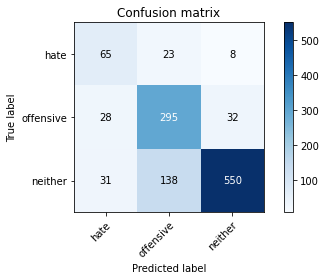 Confusion matrix
True label
hate 65 23 8
offensive 28 295 32
neither 31 138 550
hate offensive neither
Predicted label
500
400
300
200
100